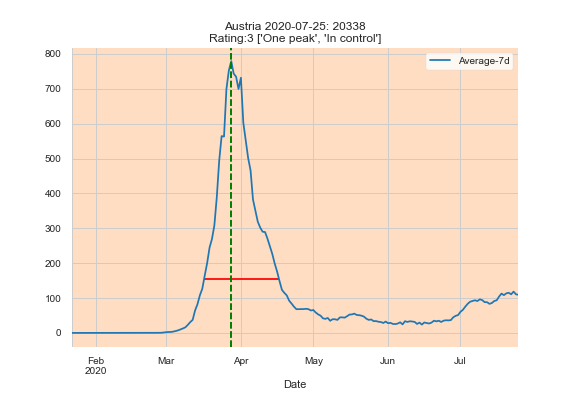 Austria 2020-07-25: 20338
Rating:3 ['One peak', 'In control']
Average-7d
800
700
600
500
400
300
200
100
0
Feb
2020
Mar
Apr
May
Jun
Jul
Date